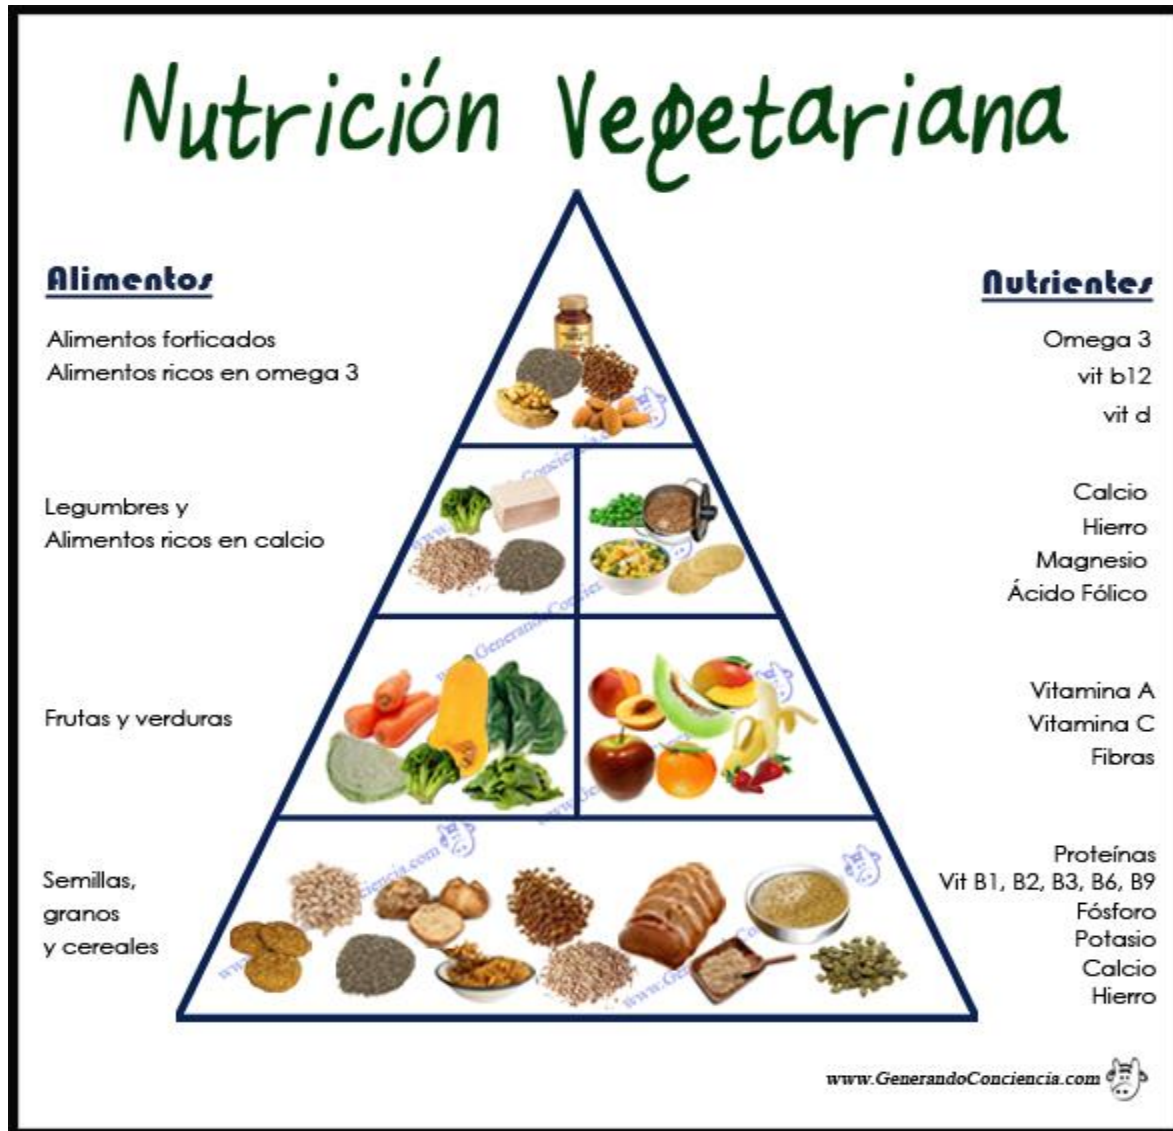 Nutrición Vegetariana
Alimentos
Alimentos forticados
Alimentos ricos en omega 3
Legumbres y
Alimentos ricos en calcio
Frutas y verduras
Semillas,
granos
y cereales
Nutrientes
Omega 3
vit b12
vit d
Calcio
Hierro
Magnesio
Ácido Fólico
Vitamina A
Vitamina C
Fibras
Proteínas
Vit B1, B2, B3, B6, B9
Fósforo
Potasio
Calcio
Hierro
www.GenerandoConciencia.com